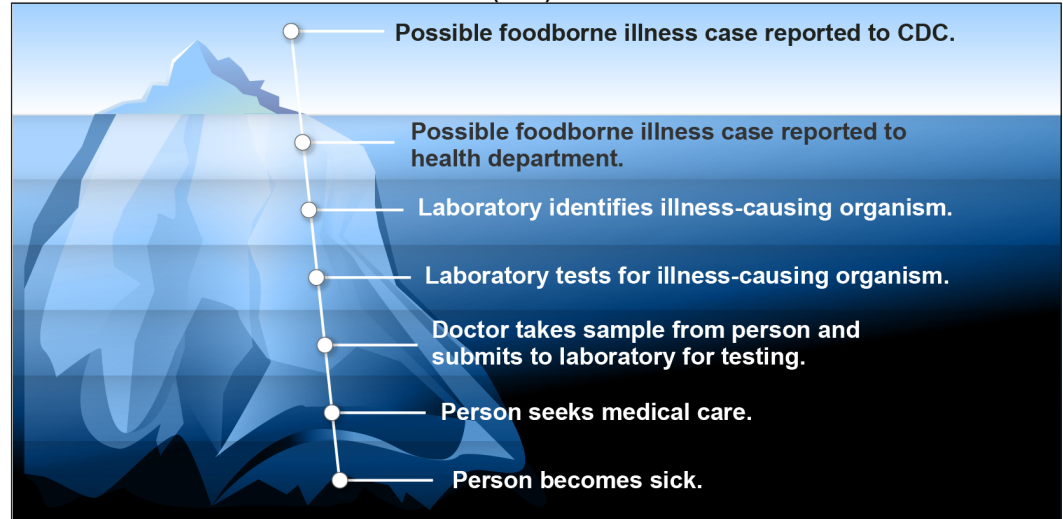 Possible foodborne illness case reported to CDC.
Possible foodborne illness case reported to
health department.
Laboratory identifies illness-causing organism.
Laboratory tests for illness-causing organism.
Doctor takes sample from person and
submits to laboratory for testing.
Person seeks medical care.
Person becomes sick.